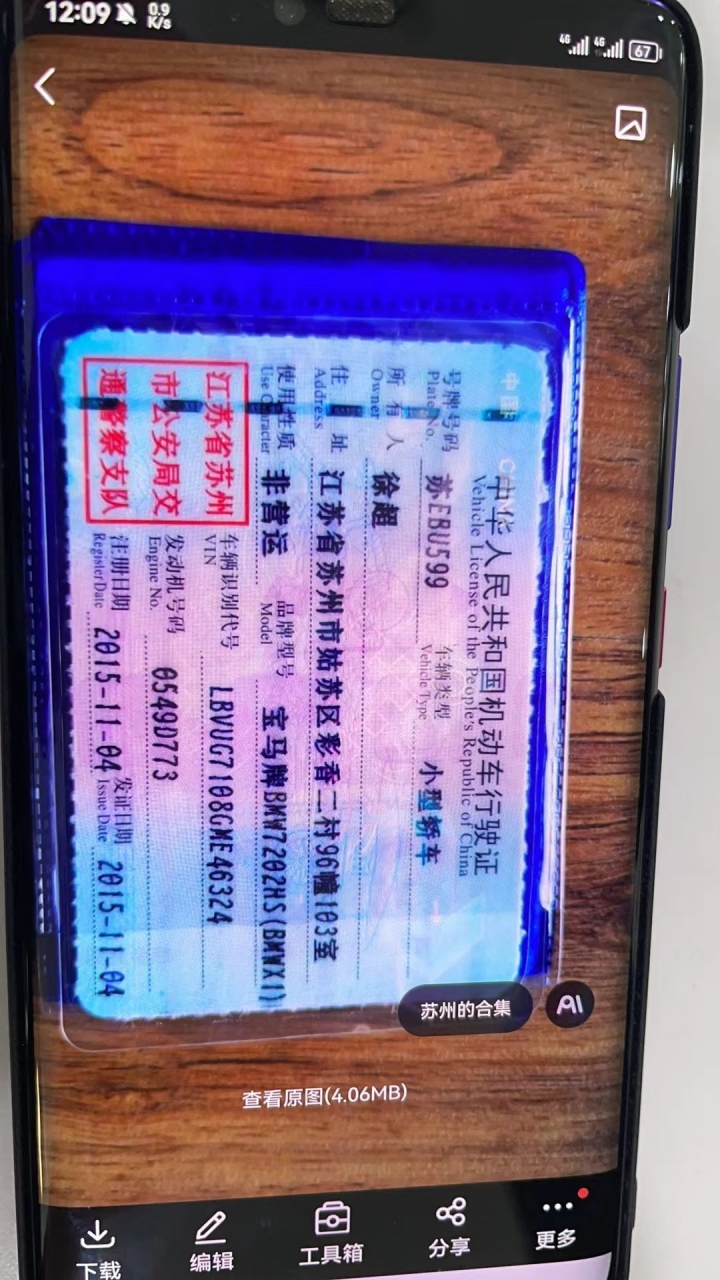 12:09
0.9
K/s
4G
4G
67
中华人民共和国机动车行驶证
Vehicle License of the People's Republic of China
号牌号码 苏EBU599 车辆类型 小型轿车
Plate No.
Vehicle Type
所有人 徐超
Owner
住址 江苏省苏州市姑苏区彩香二村96幢103室
Address
使用性质 非营运 品牌型号 宝马牌BMW7202HS(BMWX1)
Use Character
Model
江苏省苏州
市公安局交
通警察支队
车辆识别代号 LBVUG7108GME46324
VIN
发动机号码 0549D773
Engine No.
注册日期 2015-11-04 发证日期 2015-11-04
Register Date
Issue Date
苏州的合集
AI
查看原图(4.06MB)
下载
编辑
工具箱
分享
更多